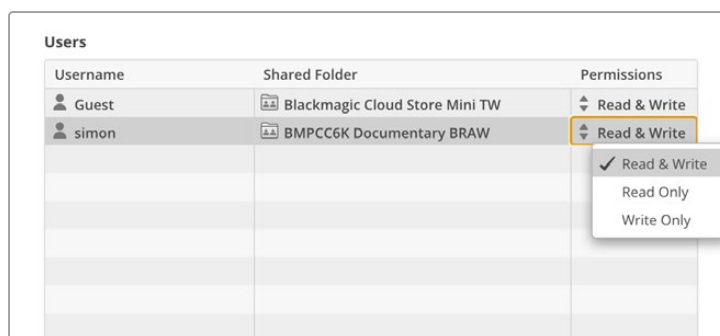 Users
Username Shared Folder Permissions
Guest Blackmagic Cloud Store Mini TW Read & Write
simon BMPCC6K Documentary BRAW Read & Write
Read & Write
Read Only
Write Only